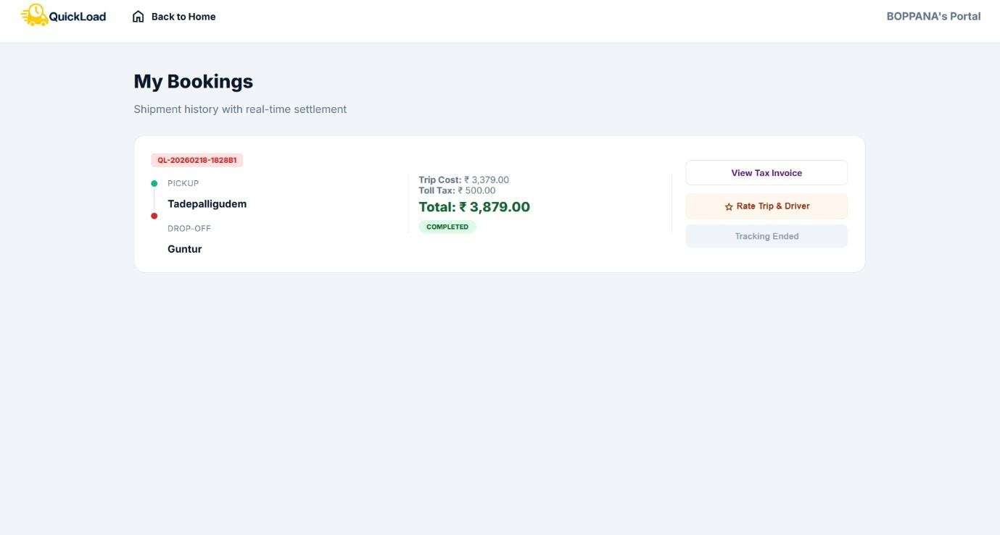 QuickLoad
Back to Home
BOPPANA's Portal
My Bookings
Shipment history with real-time settlement
QL-20260218-1828B1
PICKUP
Tadepalligudem
DROP-OFF
Guntur
Trip Cost: ₹ 3,379.00
Toll Tax: ₹ 500.00
Total: ₹ 3,879.00
COMPLETED
View Tax Invoice
Rate Trip & Driver
Tracking Ended